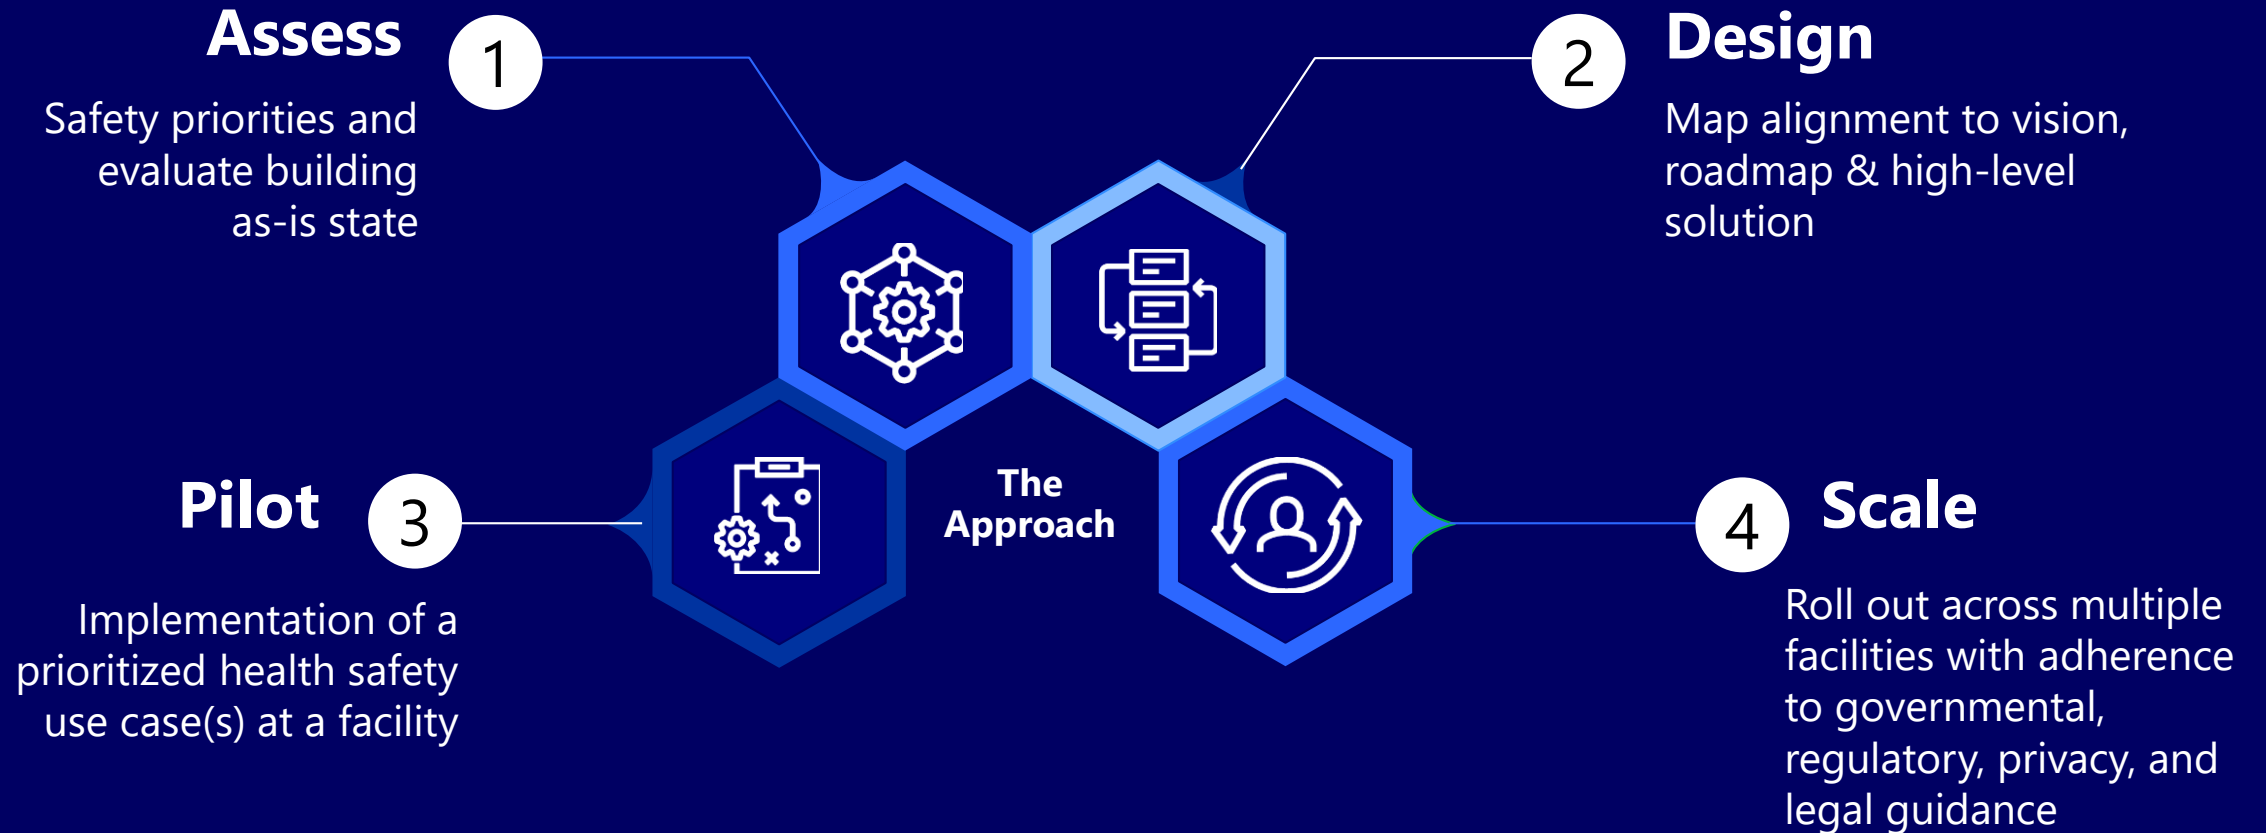 Assess
1
Safety priorities and
evaluate building
as-is state
2
Design
Map alignment to vision,
roadmap & high-level
solution
Pilot
3
Implementation of a
prioritized health safety
use case(s) at a facility
The
Approach
4
Scale
Roll out across multiple
facilities with adherence
to governmental,
regulatory, privacy, and
legal guidance